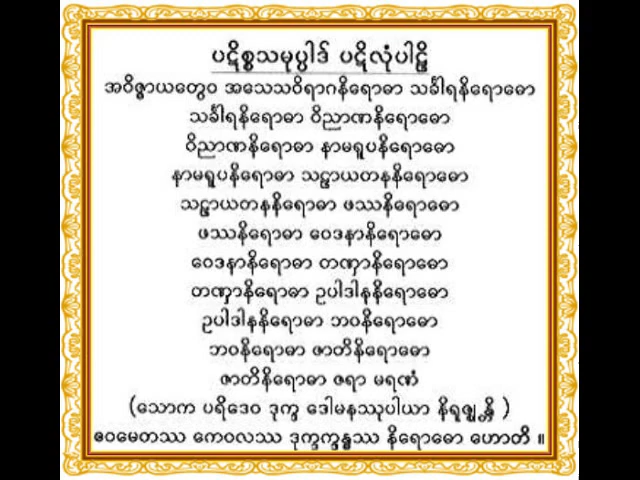 ပဋိစ္စသမုပ္ပါဒ် ပဋိလုံပါဠိ
အဝိဇ္ဇာယတွေဝ အသေသဝိရာဂနိရောဓာ သင်္ခါရနိရောဓော
သင်္ခါရနိရောဓာ ဝိညာဏနိရောဓော
ဝိညာဏနိရောဓာ နာမရူပနိရောဓော
နာမရူပနိရောဓာ သဠာယတနနိရောဓော
သဠာယတနနိရောဓာ ဖဿနိရောဓော
ဖဿနိရောဓာ ဝေဒနာနိရောဓော
ဝေဒနာနိရောဓာ တဏှာနိရောဓော
တဏှာနိရောဓာ ဥပါဒါနနိရောဓော
ဥပါဒါနနိရောဓာ ဘဝနိရောဓော
ဘဝနိရောဓာ ဇာတိနိရောဓော
ဇာတိနိရောဓာ ဇရာ မရဏံ
(သောက ပရိဒေဝ ဒုက္ခ ဒေါမနဿုပါယာ နိရုဇ္ဈန္တိ )
ဧဝမေတဿ ကေဝလဿ ဒုက္ခက္ခန္ဓဿ နိရောဓော ဟောတိ ။